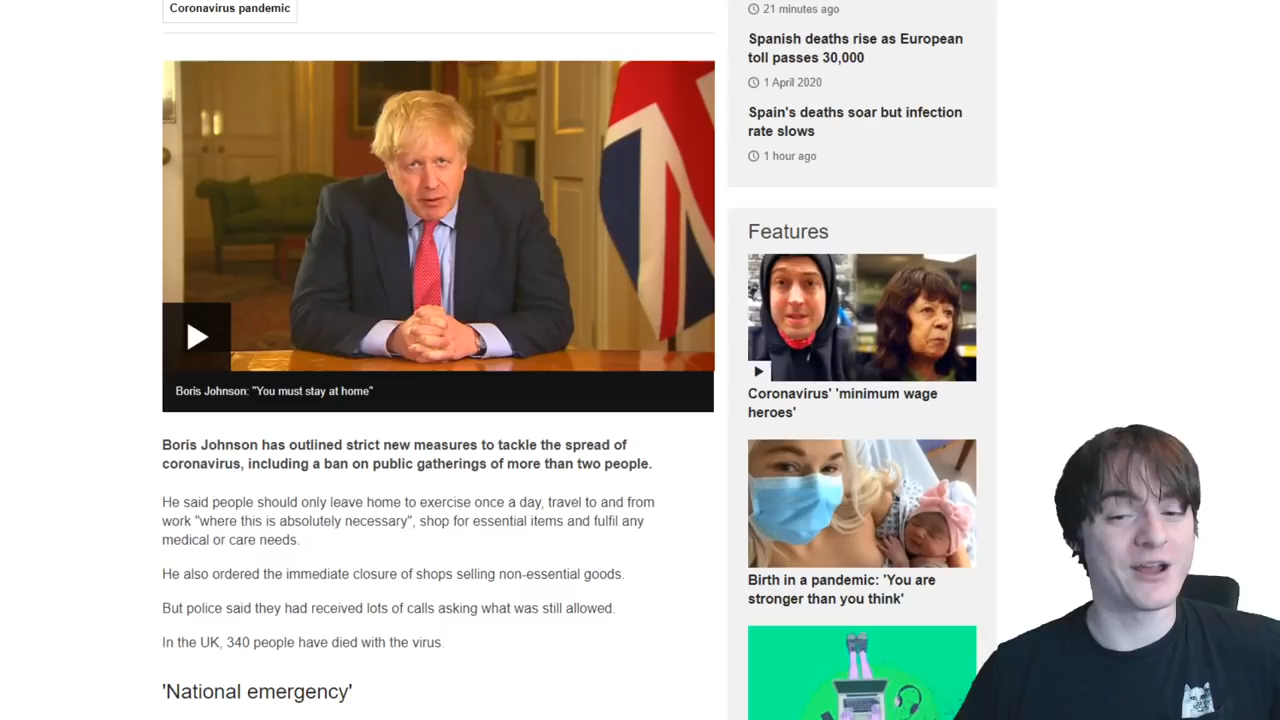 Coronavirus pandemic
Boris Johnson: "You must stay at home"
Boris Johnson has outlined strict new measures to tackle the spread of
coronavirus, including a ban on public gatherings of more than two people.
He said people should only leave home to exercise once a day, travel to and from
work "where this is absolutely necessary", shop for essential items and fulfil any
medical or care needs.
He also ordered the immediate closure of shops selling non-essential goods.
But police said they had received lots of calls asking what was still allowed.
In the UK, 340 people have died with the virus.
'National emergency'
21 minutes ago
Spanish deaths rise as European
toll passes 30,000
1 April 2020
Spain's deaths soar but infection
rate slows
1 hour ago
Features
Coronavirus' 'minimum wage
heroes'
Birth in a pandemic: 'You are
stronger than you think'